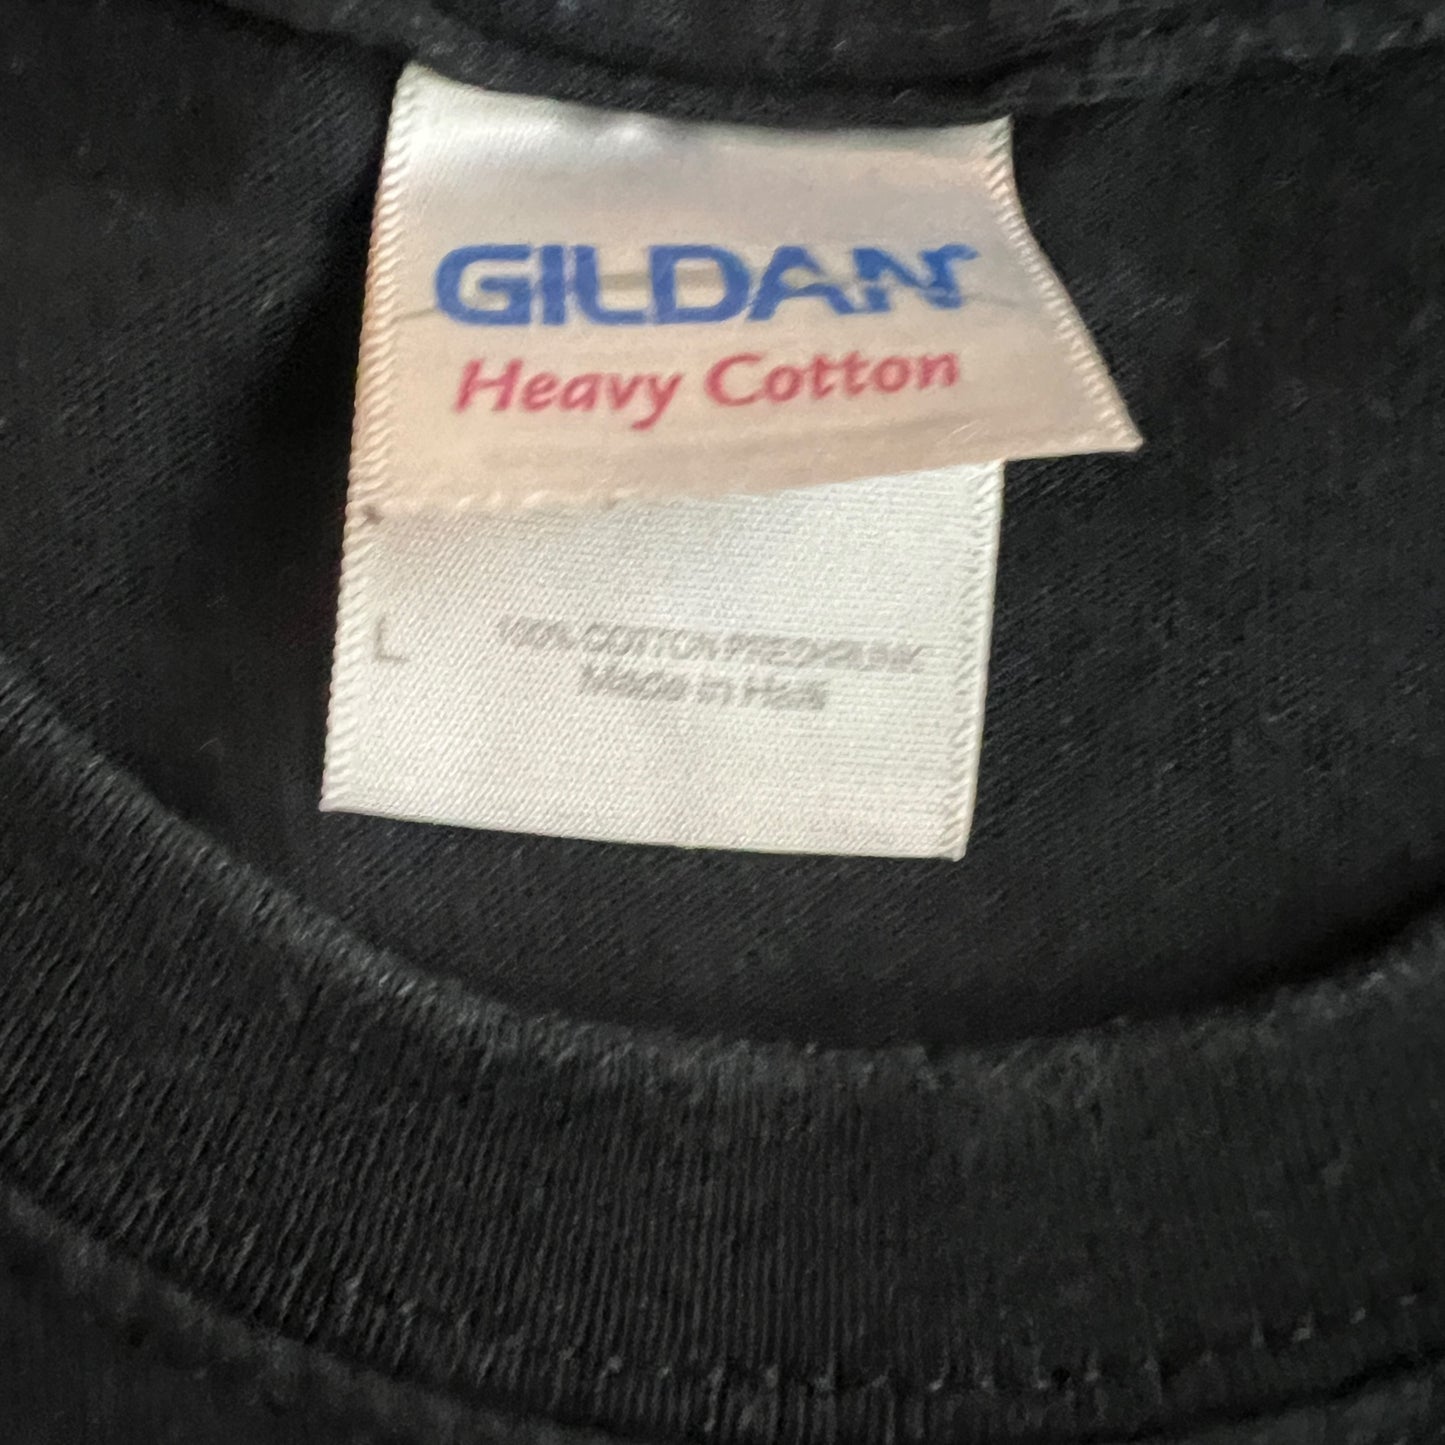 GILDAN®
Heavy Cotton
L 100% COTTON PRESHRUNK
Made in Haiti